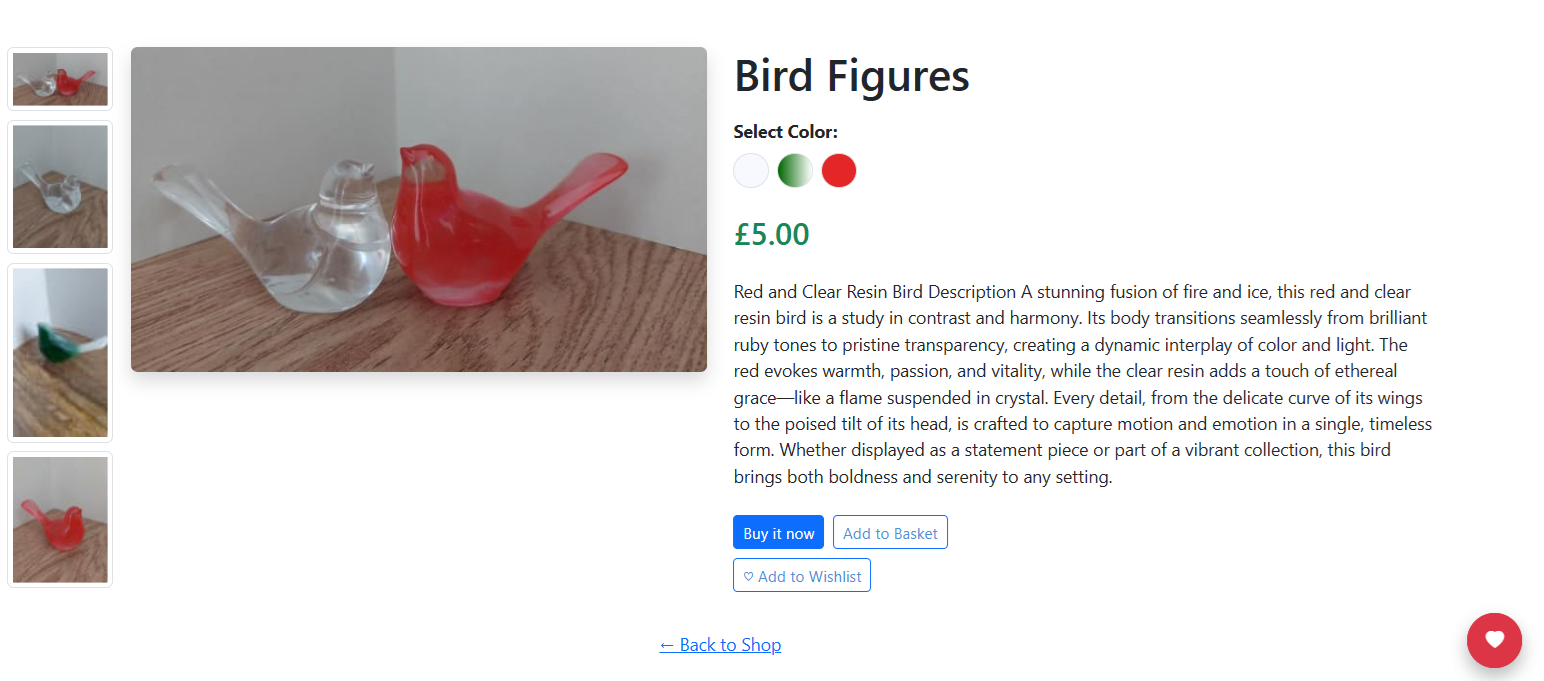 Bird Figures
Select Color:
£5.00
Red and Clear Resin Bird Description A stunning fusion of fire and ice, this red and clear
resin bird is a study in contrast and harmony. Its body transitions seamlessly from brilliant
ruby tones to pristine transparency, creating a dynamic interplay of color and light. The
red evokes warmth, passion, and vitality, while the clear resin adds a touch of ethereal
grace—like a flame suspended in crystal. Every detail, from the delicate curve of its wings
to the poised tilt of its head, is crafted to capture motion and emotion in a single, timeless
form. Whether displayed as a statement piece or part of a vibrant collection, this bird
brings both boldness and serenity to any setting.
Buy it now Add to Basket
♡ Add to Wishlist
← Back to Shop